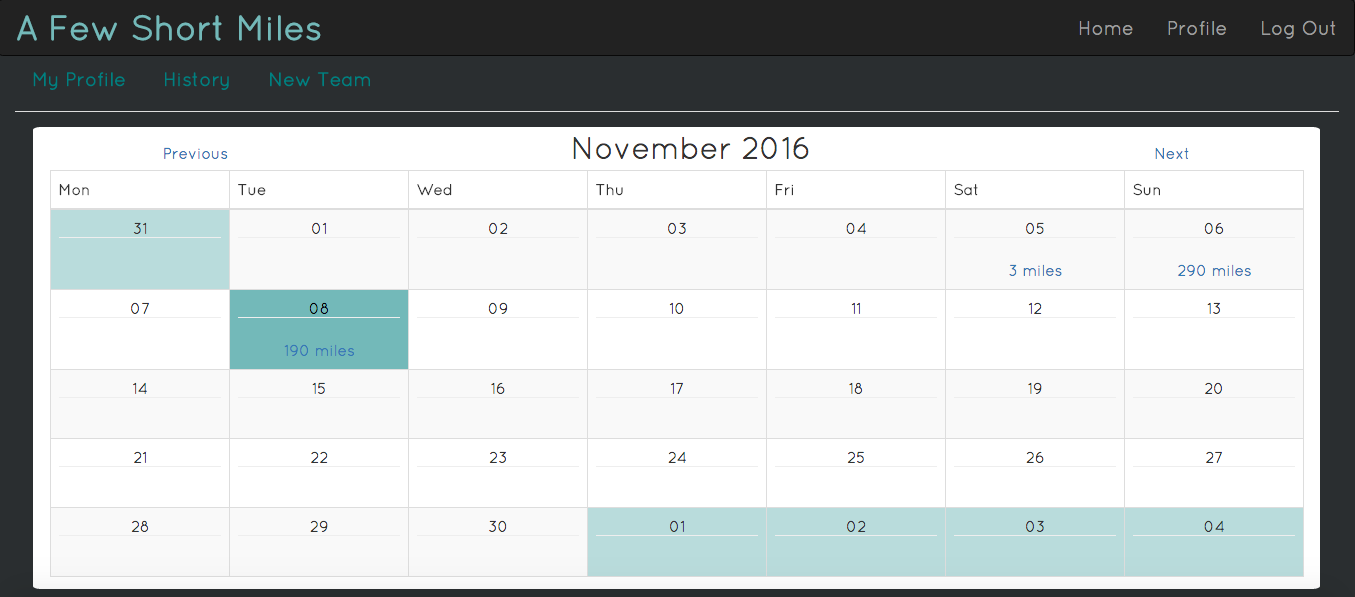 A Few Short Miles Home Profile Log Out
My Profile History New Team
Previous November 2016 Next
Mon Tue Wed Thu Fri Sat Sun
31 01 02 03 04 05 06
3 miles 290 miles
07 08 09 10 11 12 13
190 miles
14 15 16 17 18 19 20
21 22 23 24 25 26 27
28 29 30 01 02 03 04